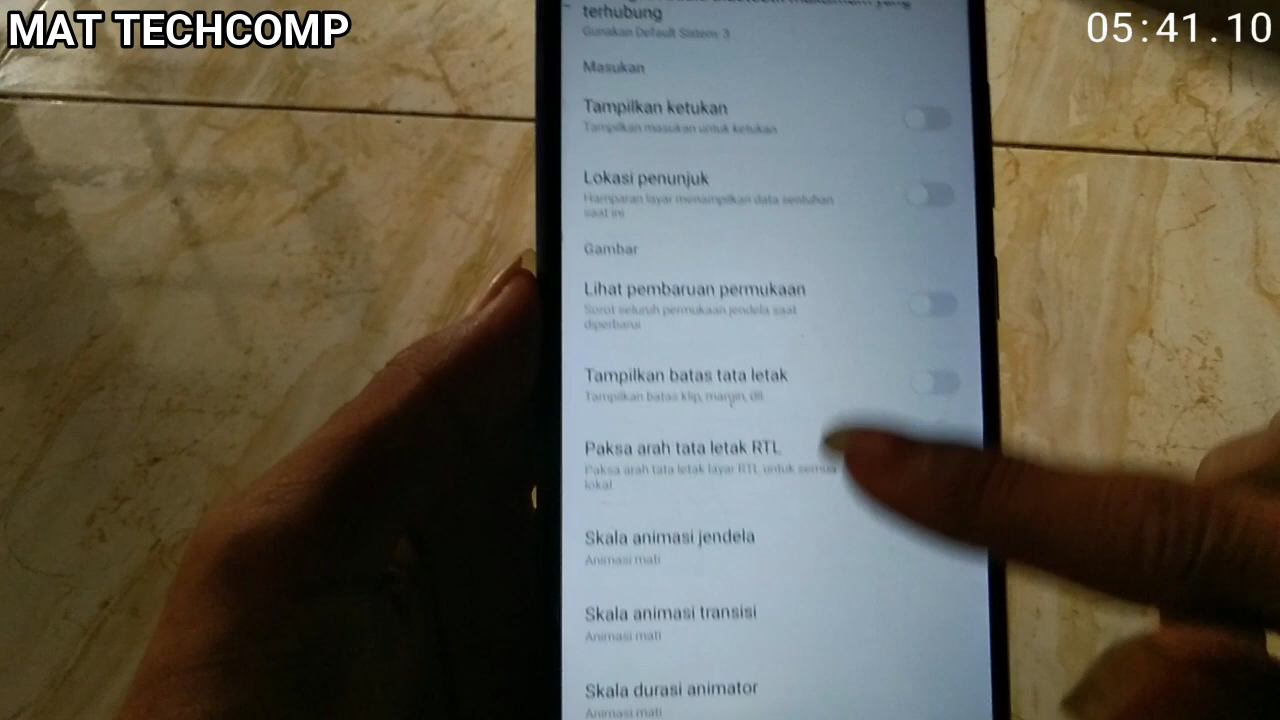 MAT TECHCOMP
05:41.10
terhubung
Gunakan Default Sistem: 3
Masukan
Tampilkan ketukan
Tampilkan masukan untuk ketukan
Lokasi penunjuk
Hamparan layar menampilkan data sentuhan
saat ini
Gambar
Lihat pembaruan permukaan
Sorot seluruh permukaan jendela saat
diperbarui
Tampilkan batas tata letak
Tampilkan batas klip, margin, dll
Paksa arah tata letak RTL
Paksa arah tata letak layar RTL untuk semua
lokal
Skala animasi jendela
Animasi mati
Skala animasi transisi
Animasi mati
Skala durasi animator
Animasi mati